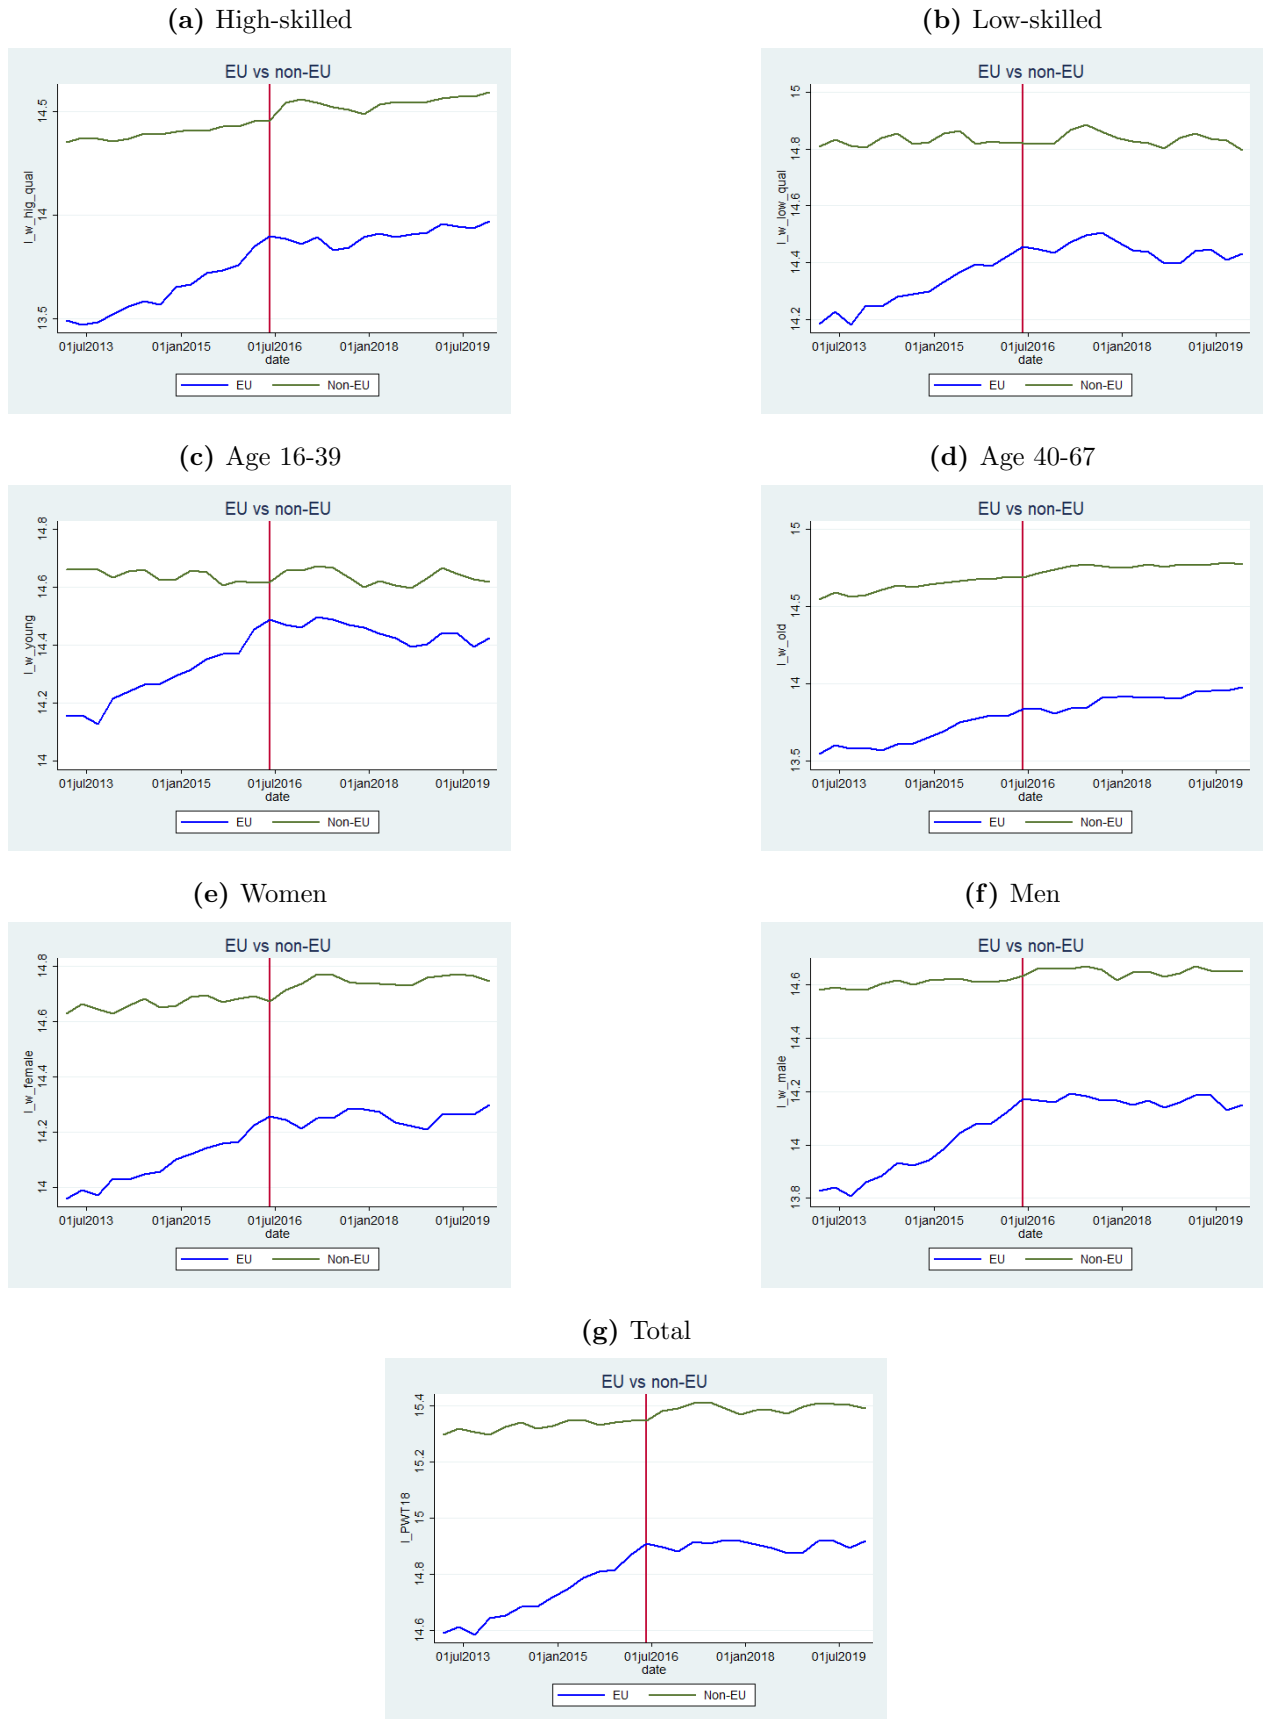 (a) High-skilled
EU vs non-EU
14.5
14
13.5
l_w_hig_qual
01jul2013 01jan2015 01jul2016 01jan2018 01jul2019
date
EU Non-EU
(b) Low-skilled
EU vs non-EU
15
14.8
14.6
14.4
14.2
l_w_low_qual
01jul2013 01jan2015 01jul2016 01jan2018 01jul2019
date
EU Non-EU
(c) Age 16-39
EU vs non-EU
14.8
14.6
14.4
14.2
14
l_w_young
01jul2013 01jan2015 01jul2016 01jan2018 01jul2019
date
EU Non-EU
(d) Age 40-67
EU vs non-EU
15
14.5
14
13.5
l_w_old
01jul2013 01jan2015 01jul2016 01jan2018 01jul2019
date
EU Non-EU
(e) Women
EU vs non-EU
14.8
14.6
14.4
14.2
14
l_w_female
01jul2013 01jan2015 01jul2016 01jan2018 01jul2019
date
EU Non-EU
(f) Men
EU vs non-EU
14.6
14.4
14.2
14
13.8
l_w_male
01jul2013 01jan2015 01jul2016 01jan2018 01jul2019
date
EU Non-EU
(g) Total
EU vs non-EU
15.4
15.2
15
14.8
14.6
l_PWT18
01jul2013 01jan2015 01jul2016 01jan2018 01jul2019
date
EU Non-EU